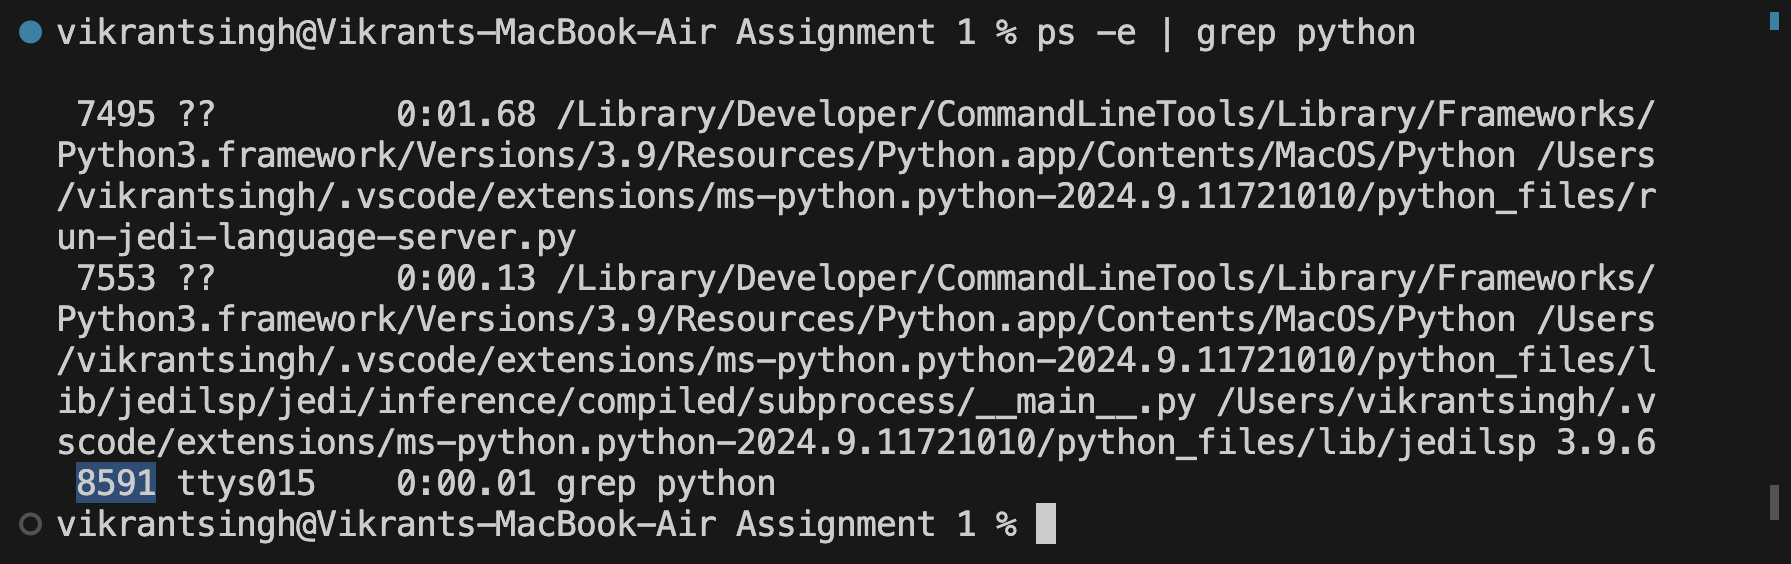 vikrantsingh@Vikrants-MacBook-Air Assignment 1 % ps -e | grep python
7495 ??         0:01.68 /Library/Developer/CommandLineTools/Library/Frameworks/
Python3.framework/Versions/3.9/Resources/Python.app/Contents/MacOS/Python /Users
/vikrantsingh/.vscode/extensions/ms-python.python-2024.9.11721010/python_files/r
un-jedi-language-server.py
7553 ??         0:00.13 /Library/Developer/CommandLineTools/Library/Frameworks/
Python3.framework/Versions/3.9/Resources/Python.app/Contents/MacOS/Python /Users
/vikrantsingh/.vscode/extensions/ms-python.python-2024.9.11721010/python_files/l
ib/jedilsp/jedi/inference/compiled/subprocess/__main__.py /Users/vikrantsingh/.v
scode/extensions/ms-python.python-2024.9.11721010/python_files/lib/jedilsp 3.9.6
8591 ttys015    0:00.01 grep python
vikrantsingh@Vikrants-MacBook-Air Assignment 1 %